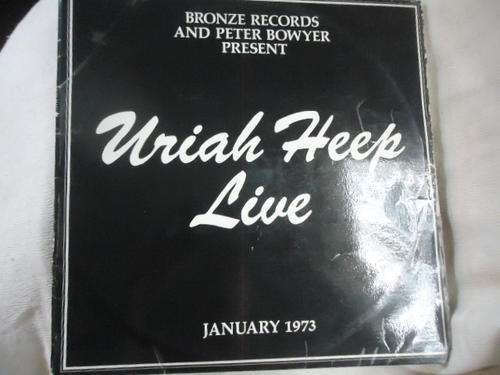 BRONZE RECORDS
AND PETER BOWYER
PRESENT
Uriah Heep
Live
JANUARY 1973